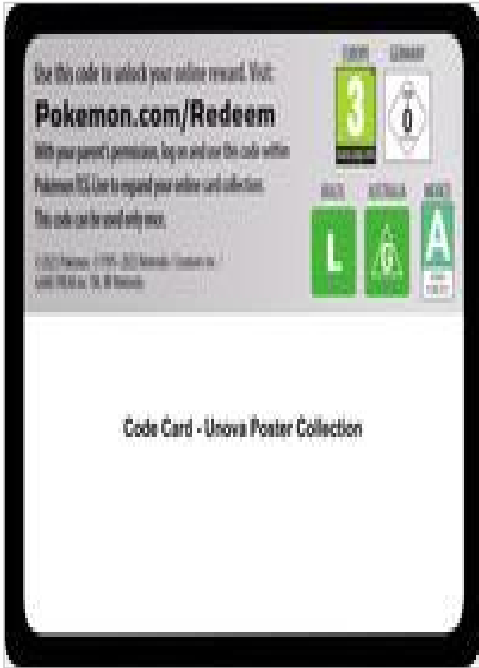 Use this code to unlock your online reward. Visit:
Pokemon.com/Redeem
With your parent's permission, log on and use this code within
Pokémon TCG Live to expand your online card collection.
This code can be used only once.
EUROPE GERMANY
3
0
BRAZIL AUSTRALIA MEXICO
L
G
A
Code Card - Unova Poster Collection